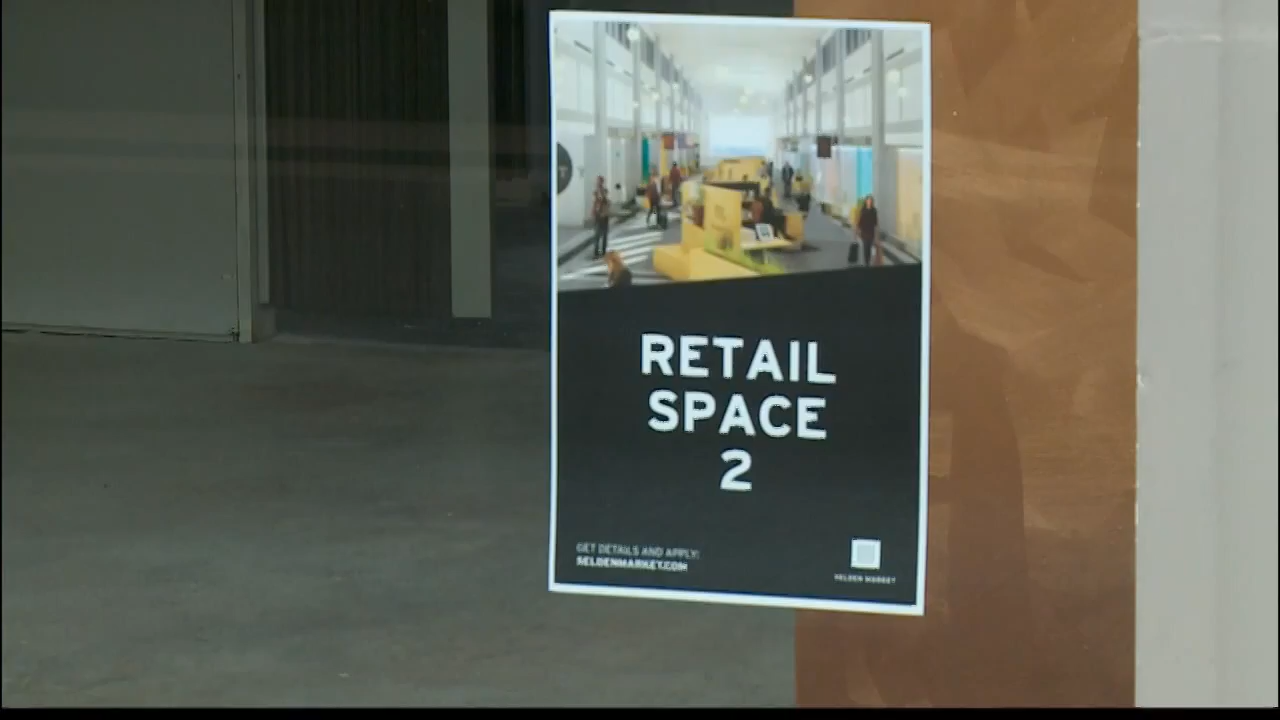 RETAIL
SPACE
2
GET DETAILS AND APPLY:
SELDENMARKET.COM
SELDEN MARKET